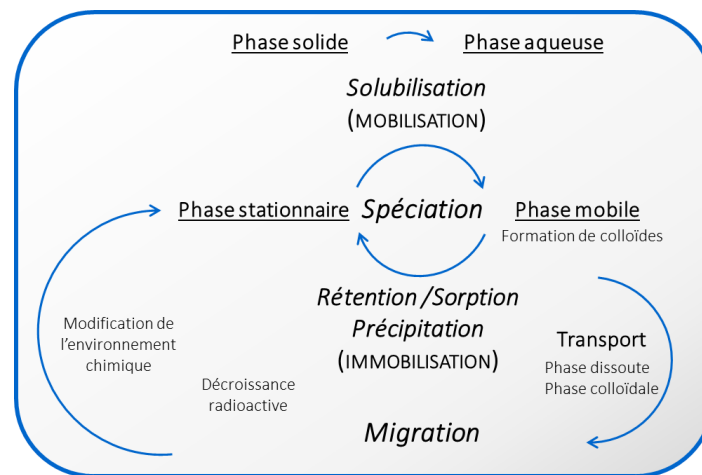 Phase solide
Phase aqueuse
Solubilisation
(MOBILISATION)
Phase stationnaire
Spéciation
Phase mobile
Formation de colloïdes
Rétention /Sorption
Précipitation
(IMMOBILISATION)
Modification de
l'environnement
chimique
Transport
Phase dissoute
Phase colloïdale
Décroissance
radioactive
Migration